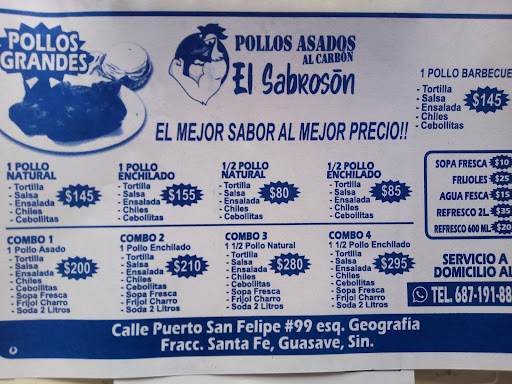 POLLOS
GRANDES
POLLOS ASADOS
AL CARBÓN
El Sabrosón
EL MEJOR SABOR AL MEJOR PRECIO!!
1 POLLO BARBECUE
- Tortilla
- Salsa
- Ensalada
- Chiles
- Cebollitas
$145
1 POLLO
NATURAL
- Tortilla
- Salsa
- Ensalada
- Chiles
- Cebollitas
$145
1 POLLO
ENCHILADO
- Tortilla
- Salsa
- Ensalada
- Chiles
- Cebollitas
$155
1/2 POLLO
NATURAL
- Tortilla
- Salsa
- Ensalada
- Chiles
- Cebollitas
$80
1/2 POLLO
ENCHILADO
- Tortilla
- Salsa
- Ensalada
- Chiles
- Cebollitas
$85
SOPA FRESCA $10
FRIJOLES $25
AGUA FESCA $15
REFRESCO 2L. $35
REFRESCO 600 ML. $20
COMBO 1
1 Pollo Asado
- Tortilla
- Salsa
- Ensalada
- Chiles
- Cebollitas
- Sopa Fresca
- Frijol Charro
- Soda 2 Litros
$200
COMBO 2
1 Pollo Enchilado
- Tortilla
- Salsa
- Ensalada
- Chiles
- Cebollitas
- Sopa Fresca
- Frijol Charro
- Soda 2 Litros
$210
COMBO 3
1 1/2 Pollo Natural
- Tortilla
- Salsa
- Ensalada
- Chiles
- Cebollitas
- Sopa Fresca
- Frijol Charro
- Soda 2 Litros
$280
COMBO 4
1 1/2 Pollo Enchilado
- Tortilla
- Salsa
- Ensalada
- Chiles
- Cebollitas
- Sopa Fresca
- Frijol Charro
- Soda 2 Litros
$295
SERVICIO A
DOMICILIO AL
TEL. 687-191-88
Calle Puerto San Felipe #99 esq. Geografía
Fracc. Santa Fe, Guasave, Sin.